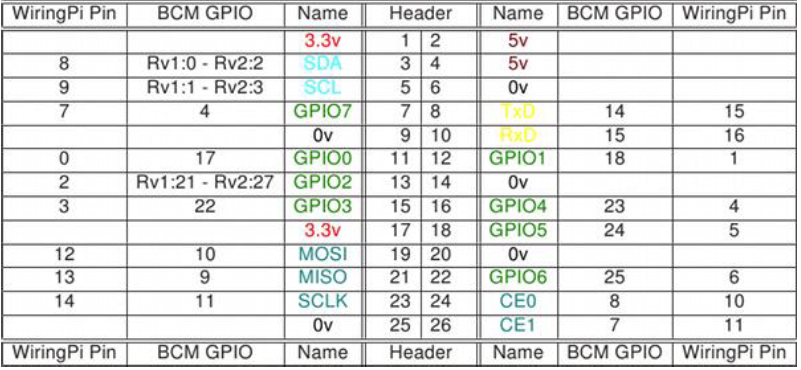 WiringPi Pin BCM GPIO Name Header Name BCM GPIO WiringPi Pin
3.3v 1 2 5v
8 Rv1:0 - Rv2:2 SDA 3 4 5v
9 Rv1:1 - Rv2:3 SCL 5 6 0v
7 4 GPIO7 7 8 TxD 14 15
0v 9 10 RxD 15 16
0 17 GPIO0 11 12 GPIO1 18 1
2 Rv1:21 - Rv2:27 GPIO2 13 14 0v
3 22 GPIO3 15 16 GPIO4 23 4
3.3v 17 18 GPIO5 24 5
12 10 MOSI 19 20 0v
13 9 MISO 21 22 GPIO6 25 6
14 11 SCLK 23 24 CE0 8 10
0v 25 26 CE1 7 11
WiringPi Pin BCM GPIO Name Header Name BCM GPIO WiringPi Pin